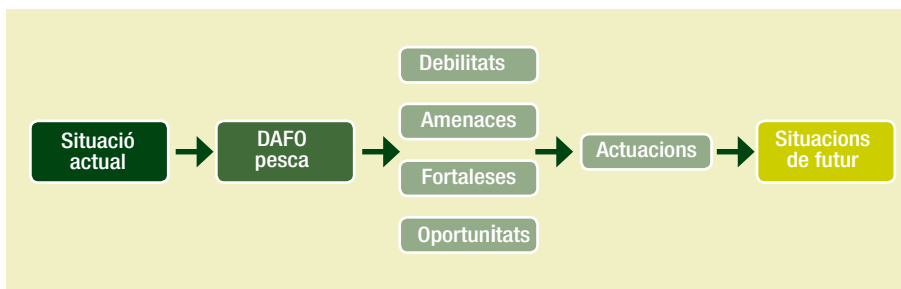 Situació
actual
DAFO
pesca
Debilitats
Amenaces
Fortaleses
Oportunitats
Actuacions
Situacions
de futur